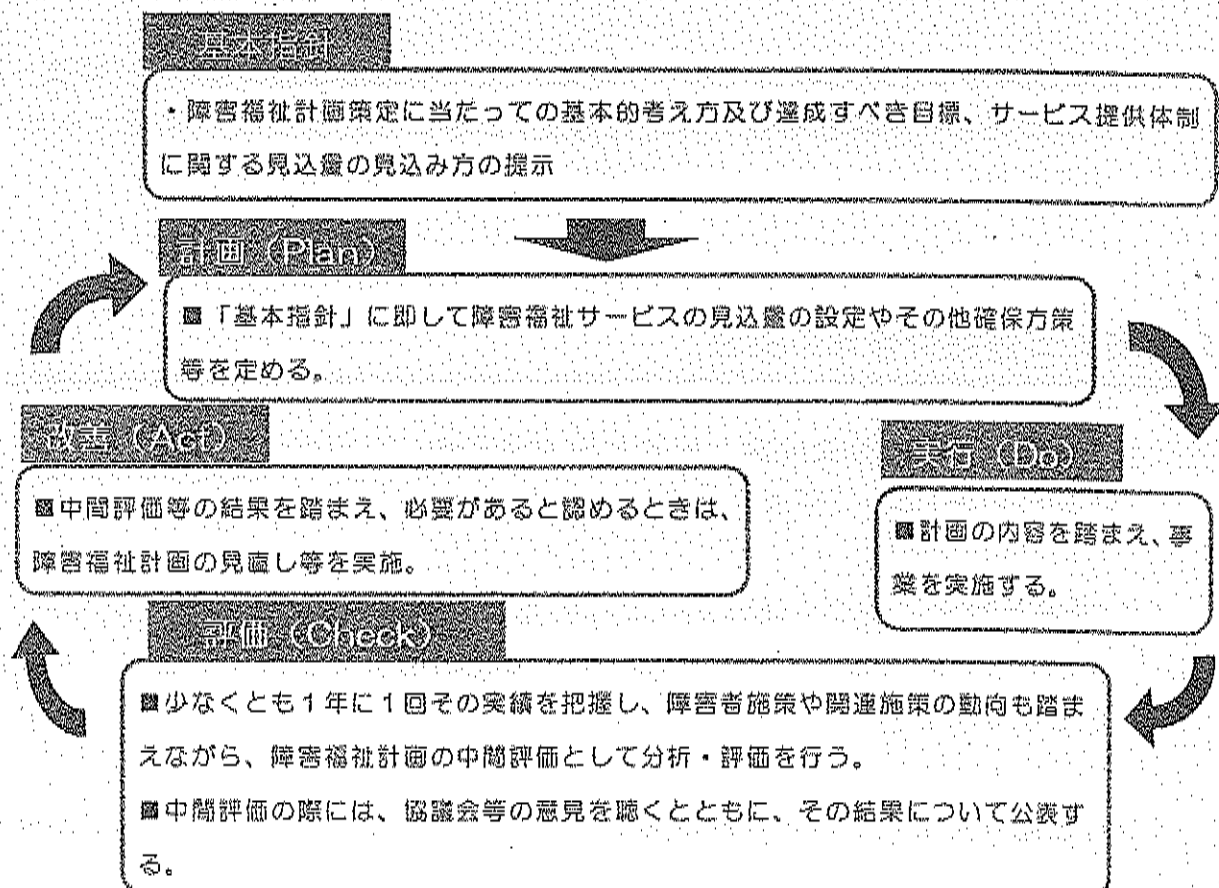 基本指針
・障害福祉計画策定に当たっての基本的考え方及び達成すべき目標、サービス提供体制
に関する見込量の見込み方の提示
計画（Plan）
■「基本指針」に即して障害福祉サービスの見込量の設定やその他確保方策
等を定める。
改善（Act）
実行（Do）
■中間評価等の結果を踏まえ、必要があると認めるときは、
障害福祉計画の見直し等を実施。
■計画の内容を踏まえ、事
業を実施する。
評価（Check）
■少なくとも１年に１回その実績を把握し、障害者施策や関連施策の動向も踏ま
えながら、障害福祉計画の中間評価として分析・評価を行う。
■中間評価の際には、協議会等の意見を聴くとともに、その結果について公表す
る。